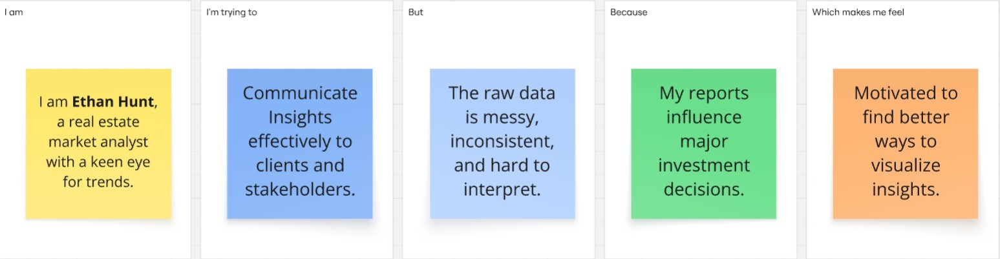 I am
I am Ethan Hunt,
a real estate
market analyst
with a keen eye
for trends.
I'm trying to
Communicate
Insights
effectively to
clients and
stakeholders.
But
The raw data
is messy,
inconsistent,
and hard to
interpret.
Because
My reports
influence
major
investment
decisions.
Which makes me feel
Motivated to
find better
ways to
visualize
insights.